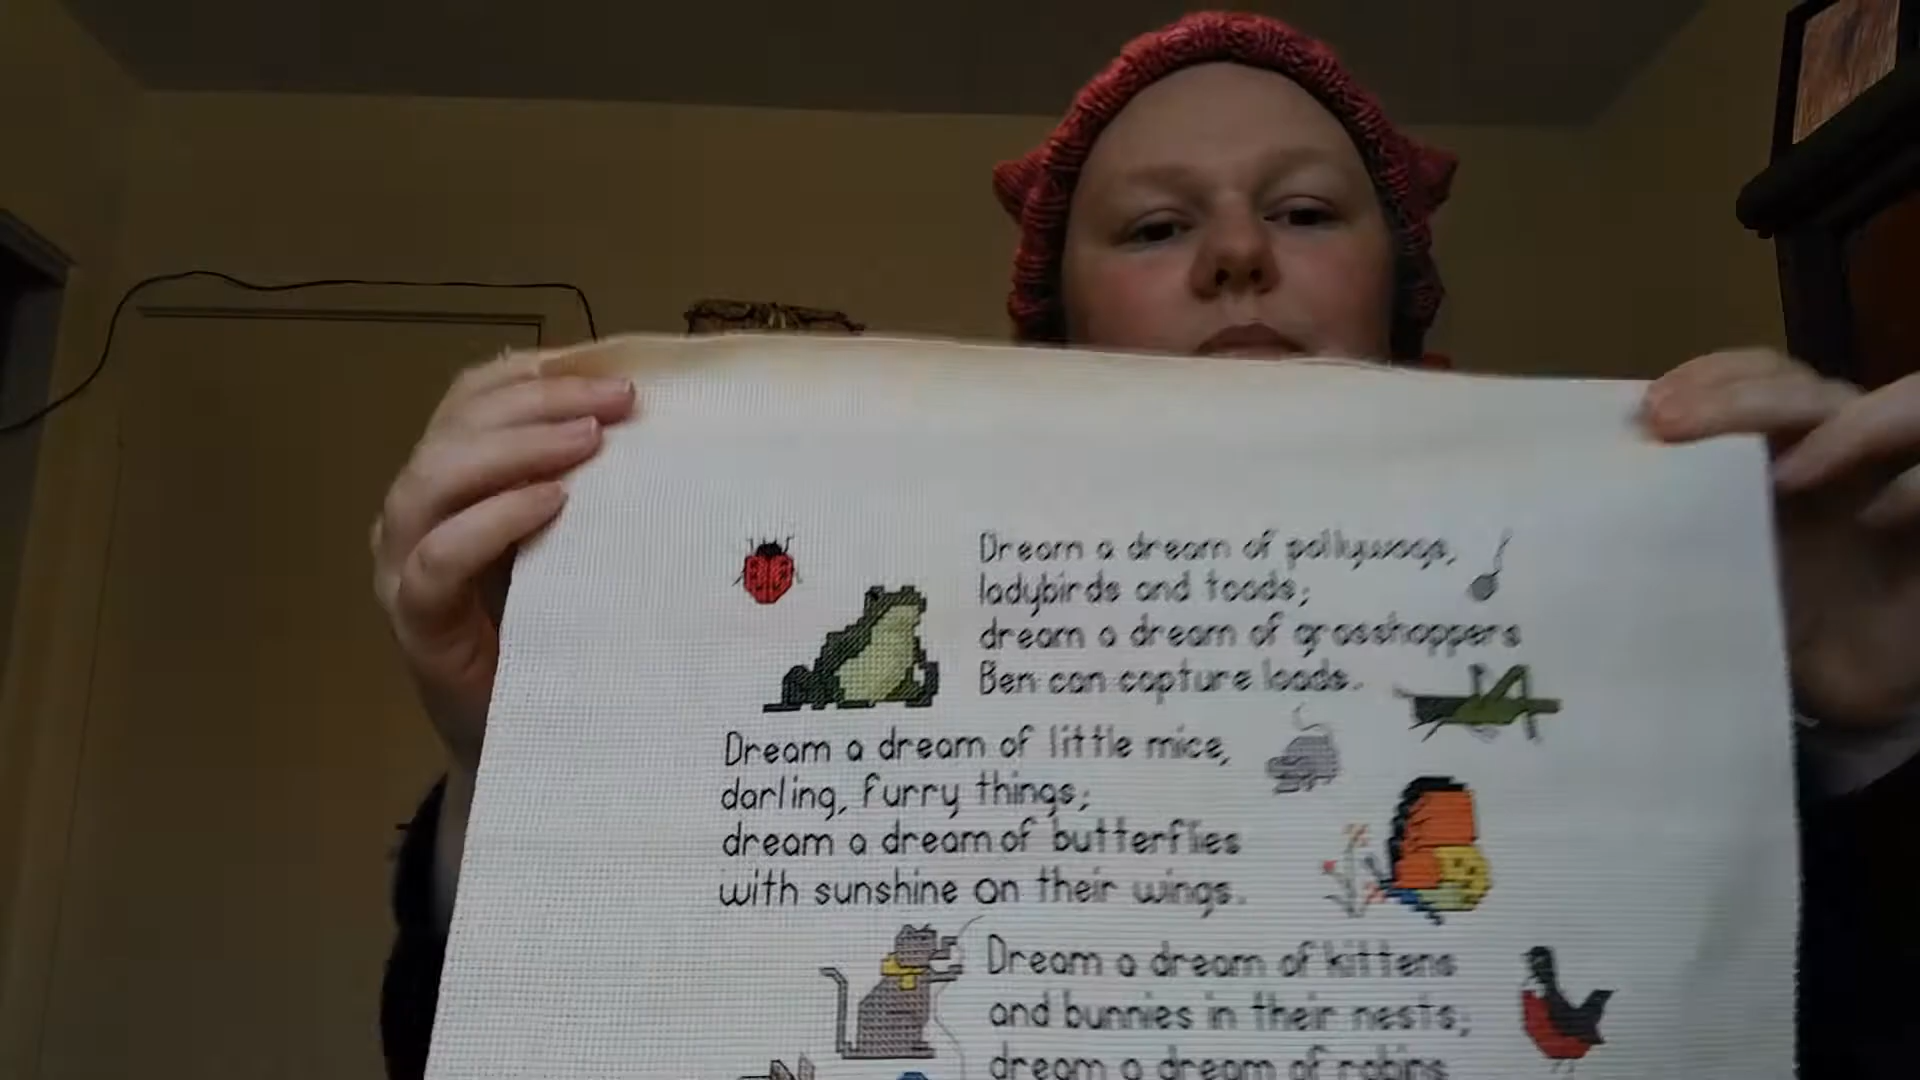 Dream a dream of pollywogs,
ladybirds and toads;
dream a dream of grasshoppers
Ben can capture loads.
Dream a dream of little mice,
darling, furry things;
dream a dream of butterflies
with sunshine on their wings.
Dream a dream of kittens
and bunnies in their nests;
dream a dream of robins